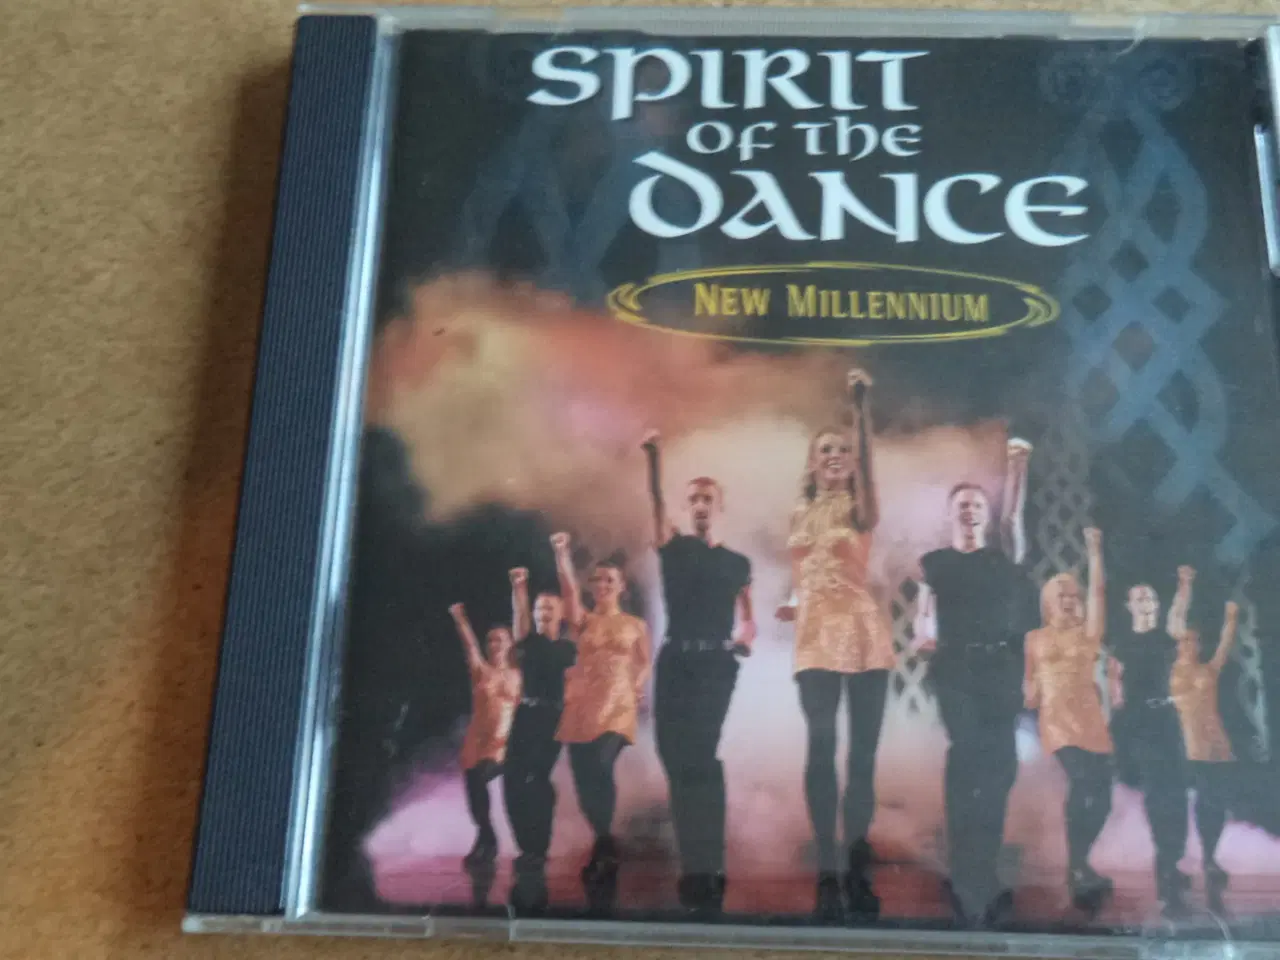 SPIRIT
OF THE
DANCE
NEW MILLENNIUM